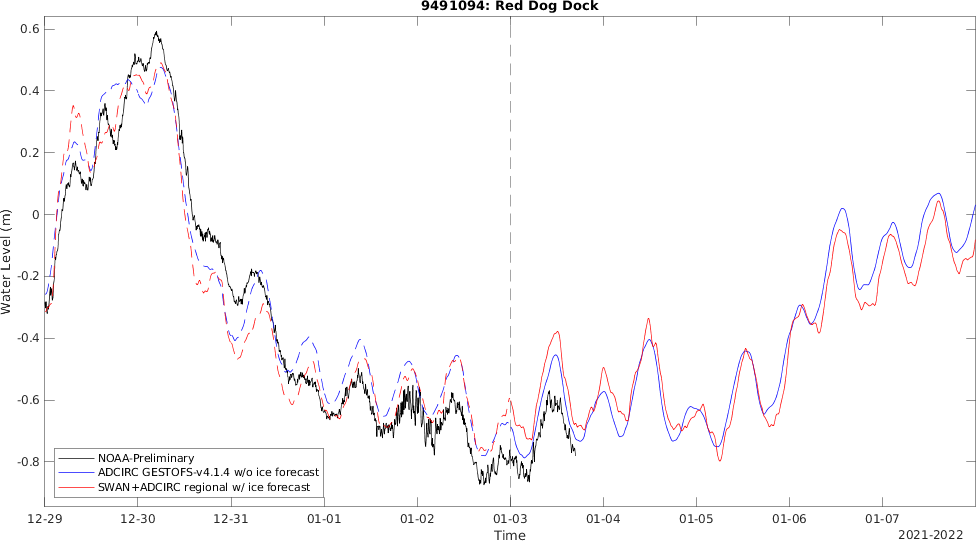 9491094: Red Dog Dock
0.6
0.4
0.2
0
-0.2
-0.4
-0.6
-0.8
Water Level (m)
NOAA-Preliminary
ADCIRC GESTOFS-v4.1.4 w/o ice forecast
SWAN+ADCIRC regional w/ ice forecast
12-29 12-30 12-31 01-01 01-02 01-03 01-04 01-05 01-06 01-07
Time
2021-2022